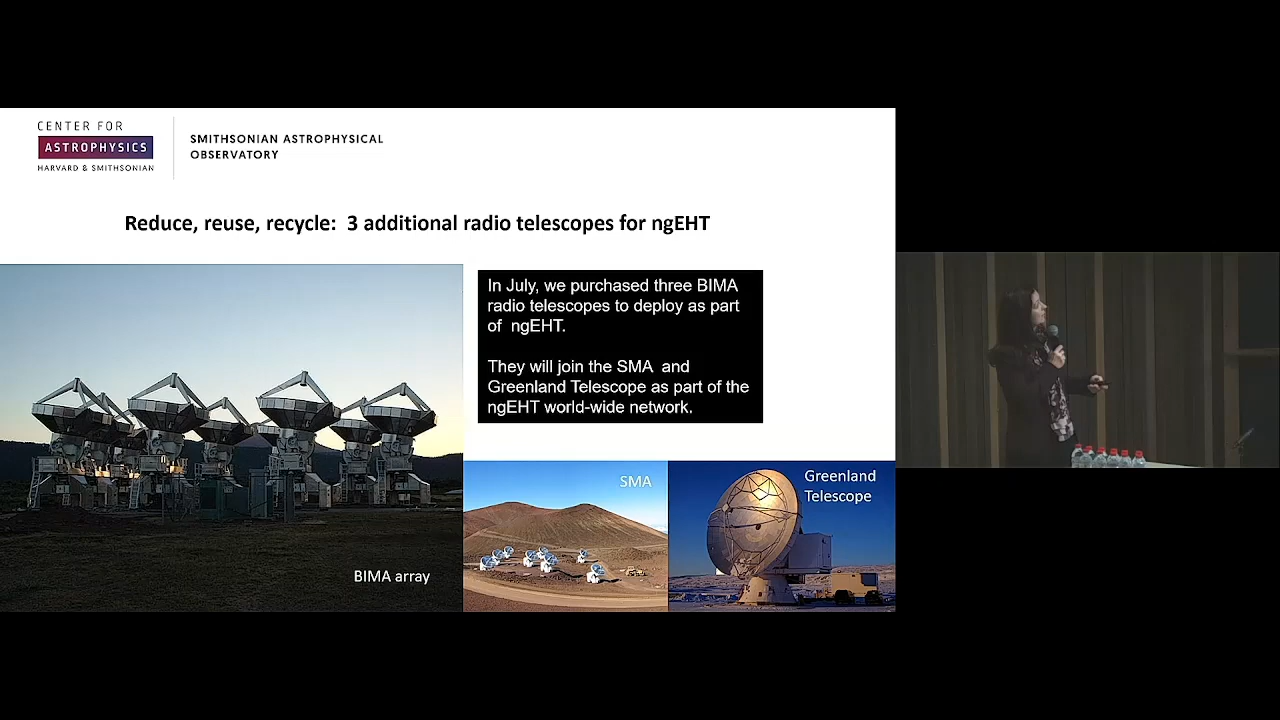 CENTER FOR
ASTROPHYSICS
HARVARD & SMITHSONIAN
SMITHSONIAN ASTROPHYSICAL
OBSERVATORY
Reduce, reuse, recycle: 3 additional radio telescopes for ngEHT
In July, we purchased three BIMA
radio telescopes to deploy as part
of ngEHT.
They will join the SMA and
Greenland Telescope as part of the
ngEHT world-wide network.
BIMA array
SMA
Greenland
Telescope